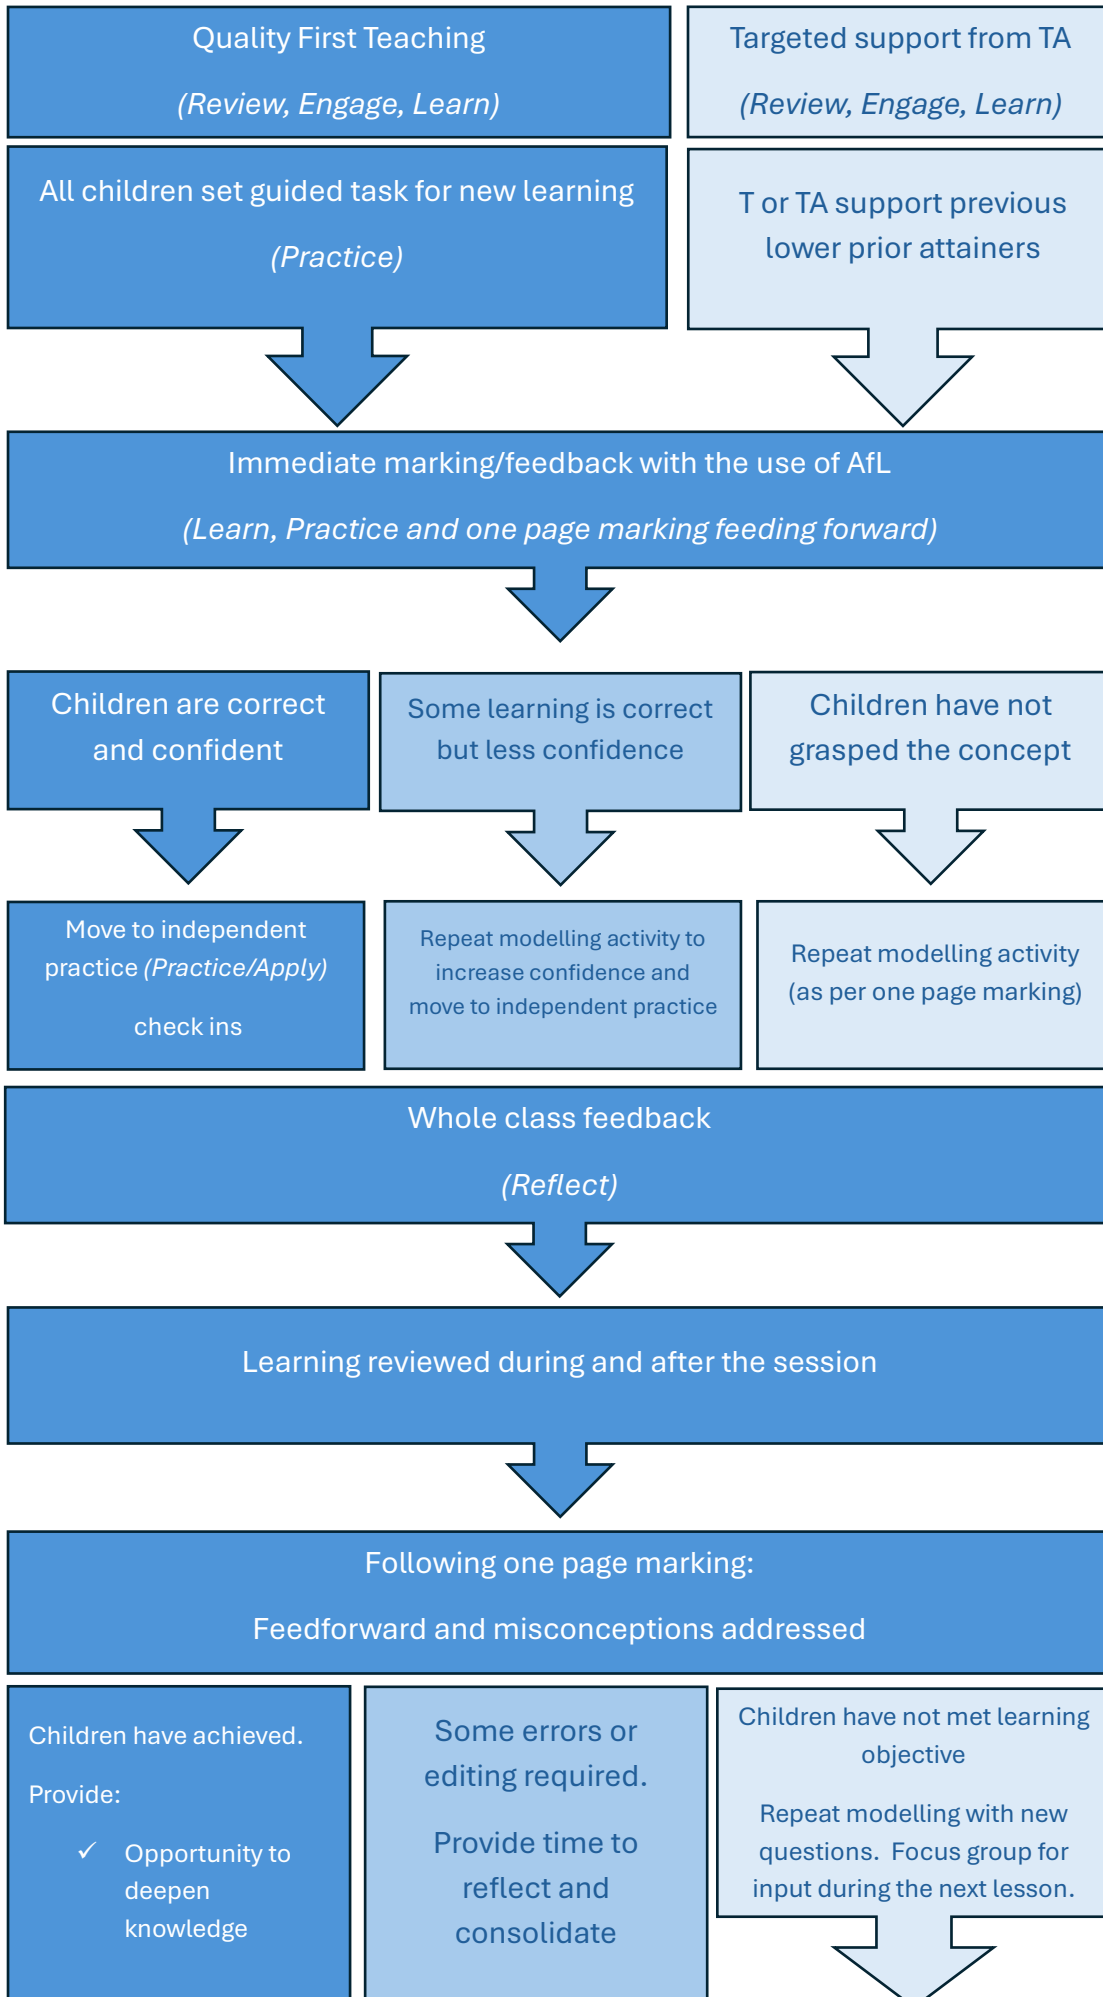 Quality First Teaching
(Review, Engage, Learn)
Targeted support from TA
(Review, Engage, Learn)
All children set guided task for new learning
(Practice)
T or TA support previous
lower prior attainers
Immediate marking/feedback with the use of AfL
(Learn, Practice and one page marking feeding forward)
Children are correct
and confident
Some learning is correct
but less confidence
Children have not
grasped the concept
Move to independent
practice (Practice/Apply)
check ins
Repeat modelling activity to
increase confidence and
move to independent practice
Repeat modelling activity
(as per one page marking)
Whole class feedback
(Reflect)
Learning reviewed during and after the session
Following one page marking:
Feedforward and misconceptions addressed
Children have achieved.
Provide:
✓ Opportunity to
deepen
knowledge
Some errors or
editing required.
Provide time to
reflect and
consolidate
Children have not met learning
objective
Repeat modelling with new
questions.  Focus group for
input during the next lesson.